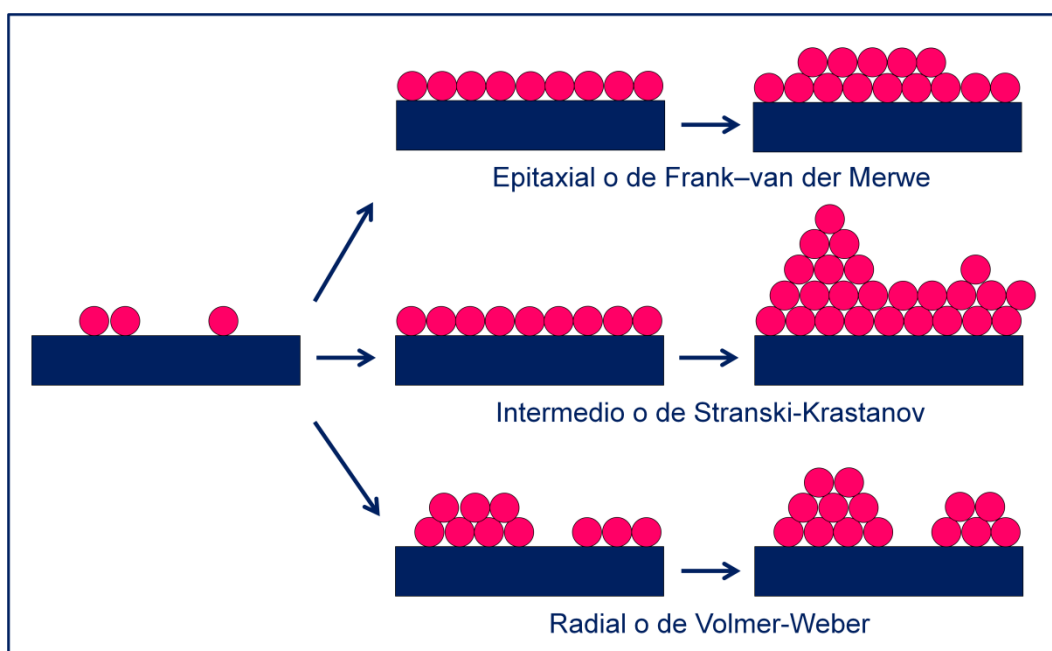 Epitaxial o de Frank–van der Merwe
Intermedio o de Stranski-Krastanov
Radial o de Volmer-Weber